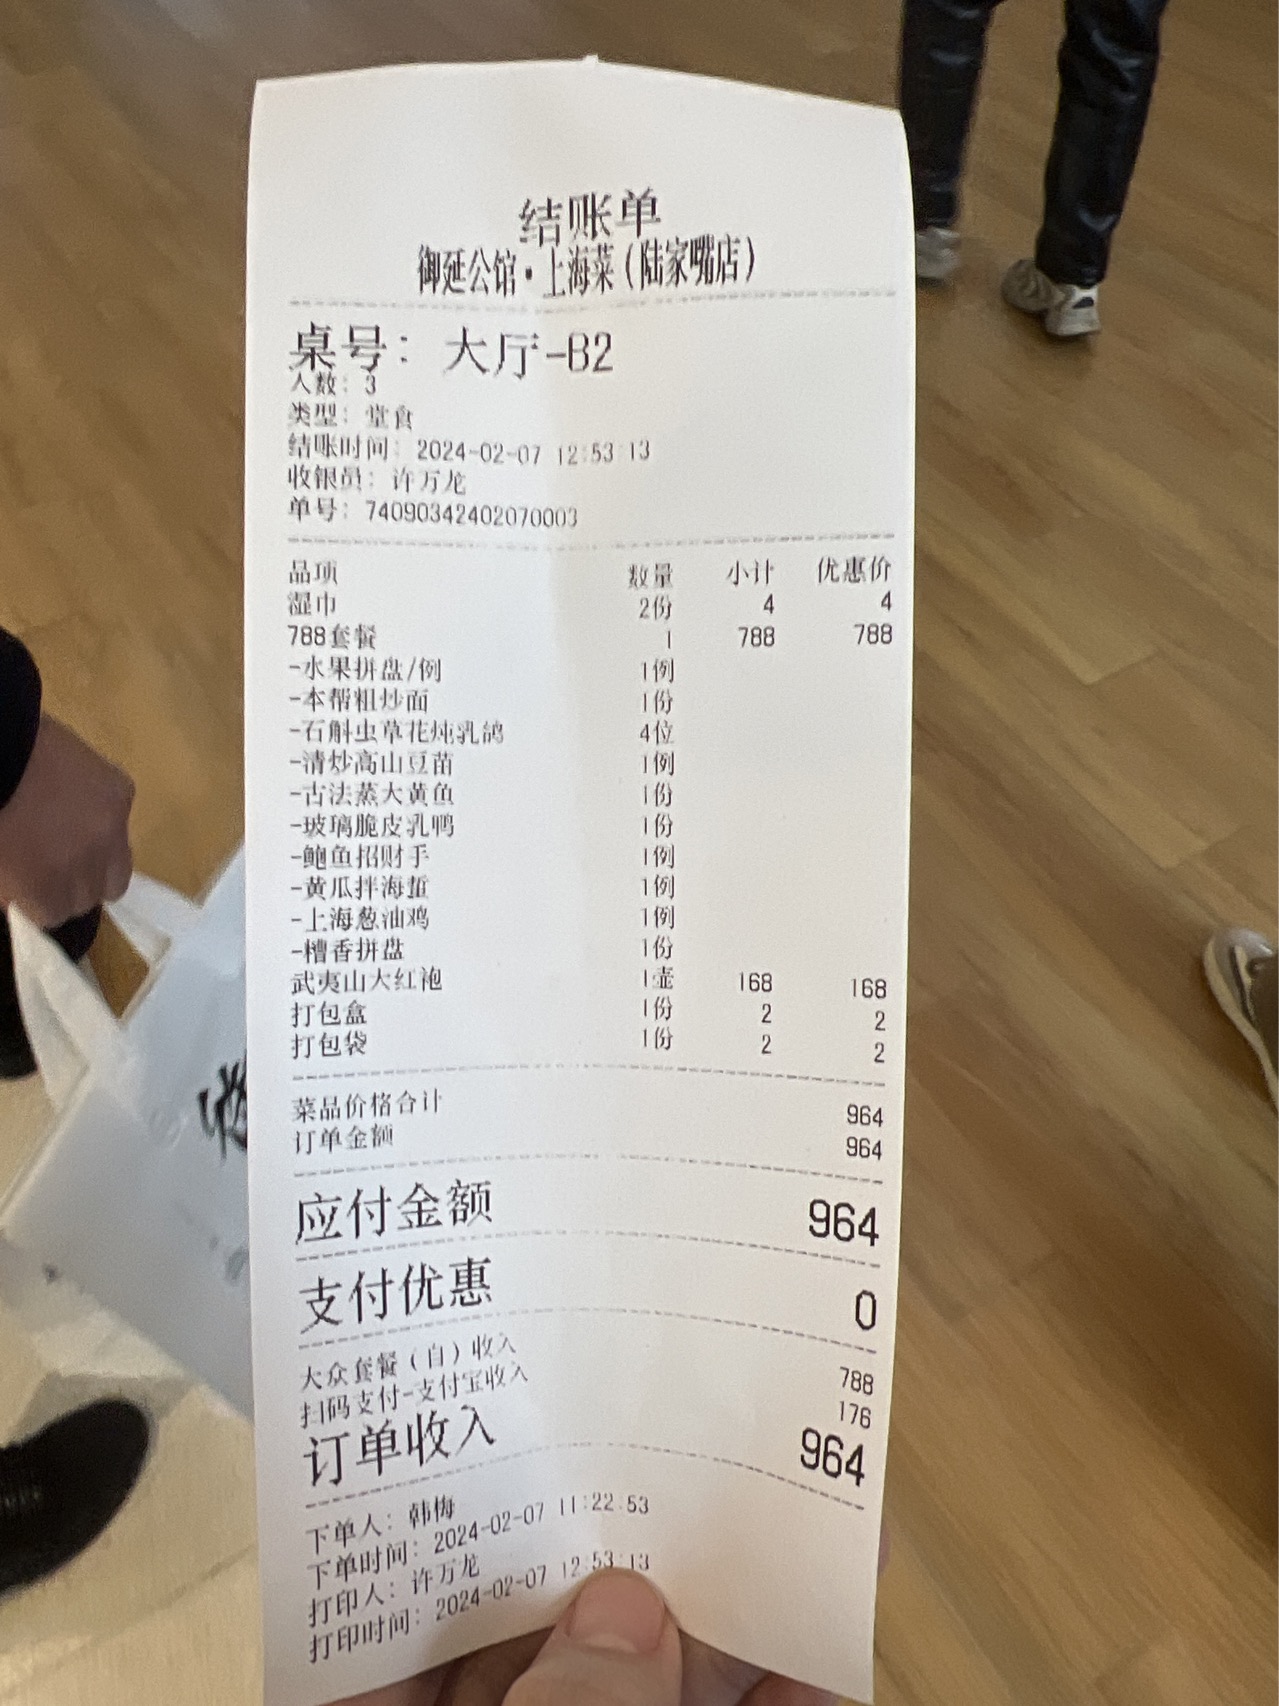 结账单
御延公馆·上海菜(陆家嘴店)
桌号: 大厅-B2
人数: 3
类型: 堂食
结账时间: 2024-02-07 12:53:13
收银员: 许万龙
单号: 74090342402070003
品项 数量 小计 优惠价
湿巾 2份 4 4
788套餐 1 788 788
-水果拼盘/例 1例
-本帮粗炒面 1份
-石斛虫草花炖乳鸽 4位
-清炒高山豆苗 1例
-古法蒸大黄鱼 1份
-玻璃脆皮乳鸭 1份
-鲍鱼招财手 1例
-黄瓜拌海蜇 1例
-上海葱油鸡 1例
-槽香拼盘 1份
武夷山大红袍 1壶 168 168
打包盒 1份 2 2
打包袋 1份 2 2
菜品价格合计 964
订单金额 964
应付金额 964
支付优惠 0
大众套餐(自)收入 788
扫码支付-支付宝收入 176
订单收入 964
下单人: 韩梅
下单时间: 2024-02-07 11:22:53
打印人: 许万龙
打印时间: 2024-02-07 12:53:13